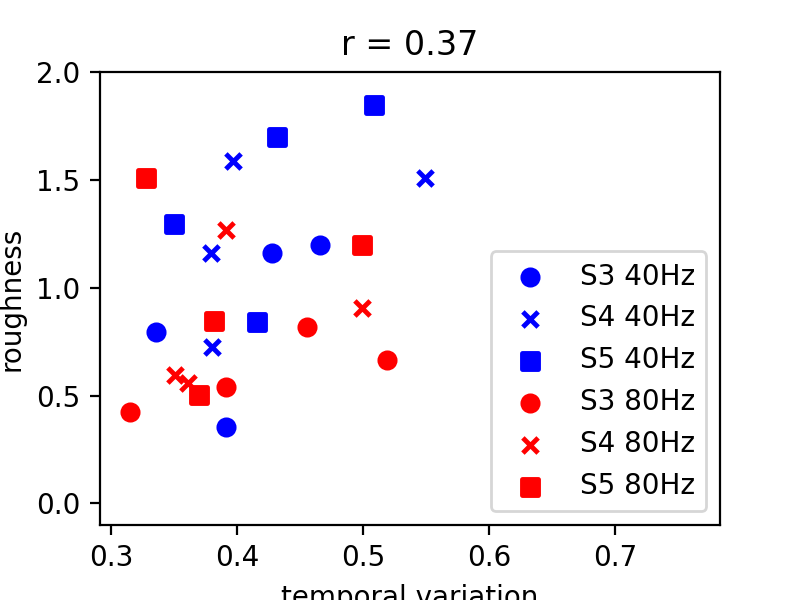 r = 0.37
2.0
1.5
1.0
0.5
0.0
roughness
S3 40Hz
S4 40Hz
S5 40Hz
S3 80Hz
S4 80Hz
S5 80Hz
0.3 0.4 0.5 0.6 0.7
temporal variation